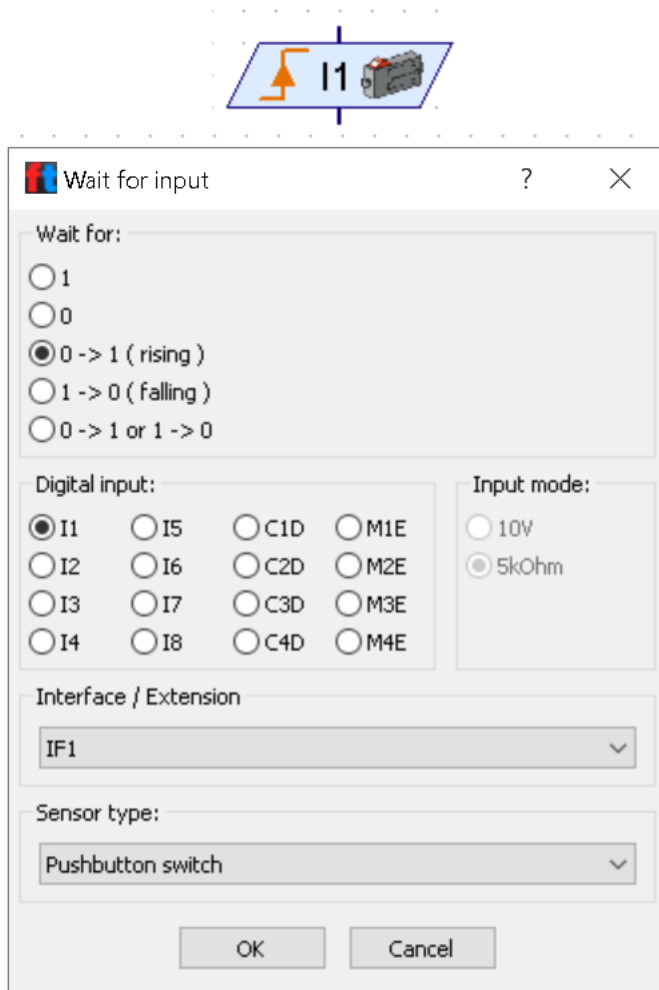 I1
ft Wait for input ?
Wait for:
1
0
0 -> 1 ( rising )
1 -> 0 ( falling )
0 -> 1 or 1 -> 0
Digital input: Input mode:
I1 I5 C1D M1E 10V
I2 I6 C2D M2E 5kOhm
I3 I7 C3D M3E
I4 I8 C4D M4E
Interface / Extension
IF1
Sensor type:
Pushbutton switch
OK Cancel